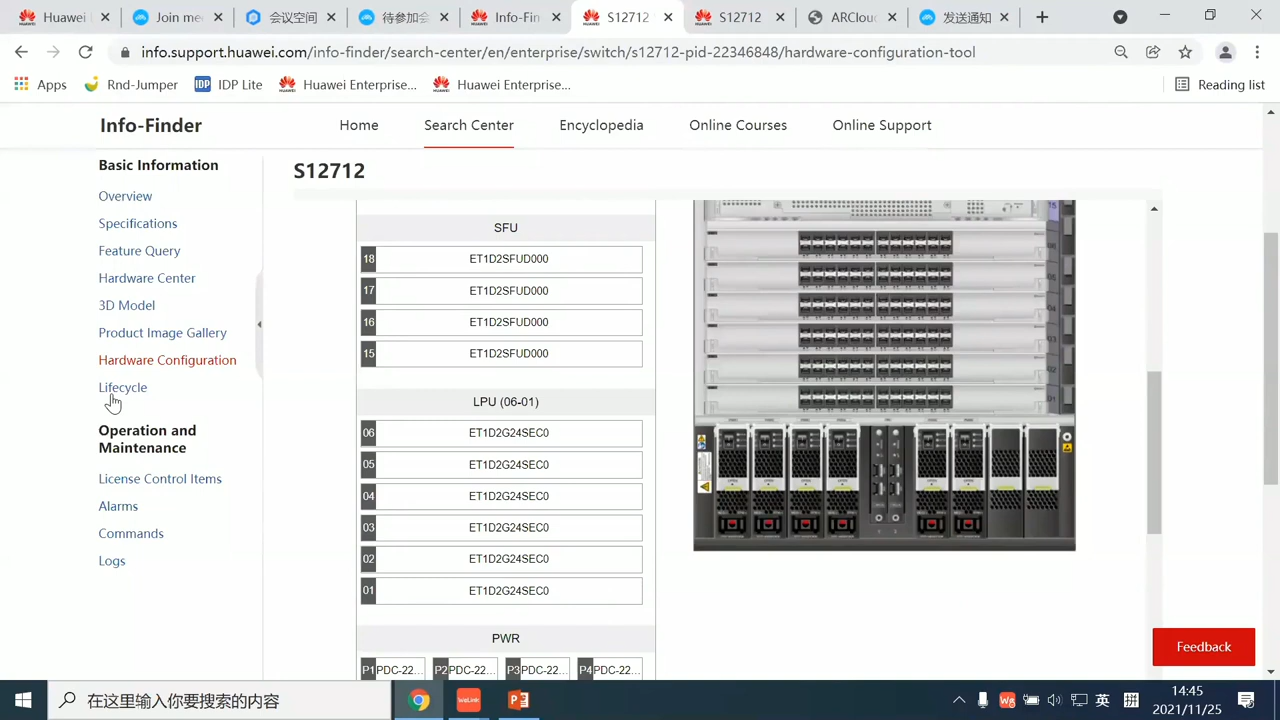 Huawei I
Join me
会议空间
待参加会
Info-Fin
S12712
S12712
ARCloud
发送通知
info.support.huawei.com/info-finder/search-center/en/enterprise/switch/s12712-pid-22346848/hardware-configuration-tool
Apps
Rnd-Jumper
IDP
IDP Lite
Huawei Enterprise...
Huawei Enterprise...
Reading list
Info-Finder
Home
Search Center
Encyclopedia
Online Courses
Online Support
Basic Information
Overview
Specifications
Feature Query
Hardware Center
3D Model
Product Image Gallery
Hardware Configuration
Lifecycle
Operation and
Maintenance
License Control Items
Alarms
Commands
Logs
S12712
SFU
18 ET1D2SFUD000
17 ET1D2SFUD000
16 ET1D2SFUD000
15 ET1D2SFUD000
LPU (06-01)
06 ET1D2G24SEC0
05 ET1D2G24SEC0
04 ET1D2G24SEC0
03 ET1D2G24SEC0
02 ET1D2G24SEC0
01 ET1D2G24SEC0
PWR
P1 PDC-22... P2 PDC-22... P3 PDC-22... P4 PDC-22...
Feedback
在这里输入你要搜索的内容
英
拼
14:45
2021/11/25